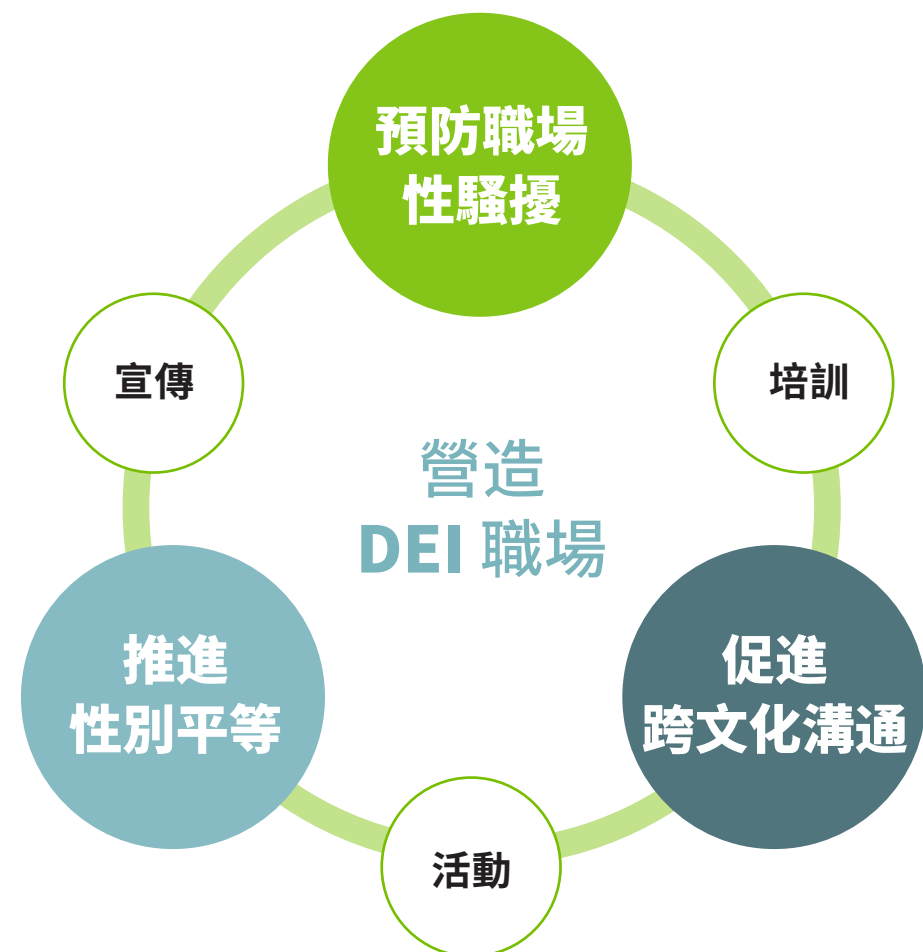 預防職場
性騷擾
宣傳
培訓
營造
DEI 職場
推進
性別平等
促進
跨文化溝通
活動